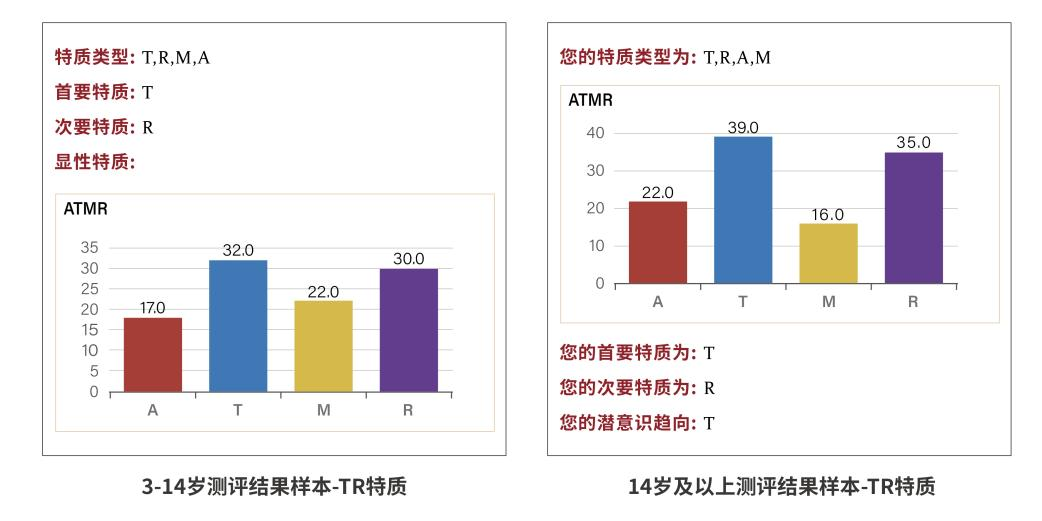 特质类型: T,R,M,A
首要特质: T
次要特质: R
显性特质:
ATMR
35
30
25
20
15
10
5
0
17.0
32.0
22.0
30.0
A T M R
3-14岁测评结果样本-TR特质
您的特质类型为: T,R,A,M
ATMR
40
30
20
10
0
22.0
39.0
16.0
35.0
A T M R
您的首要特质为: T
您的次要特质为: R
您的潜意识趋向: T
14岁及以上测评结果样本-TR特质